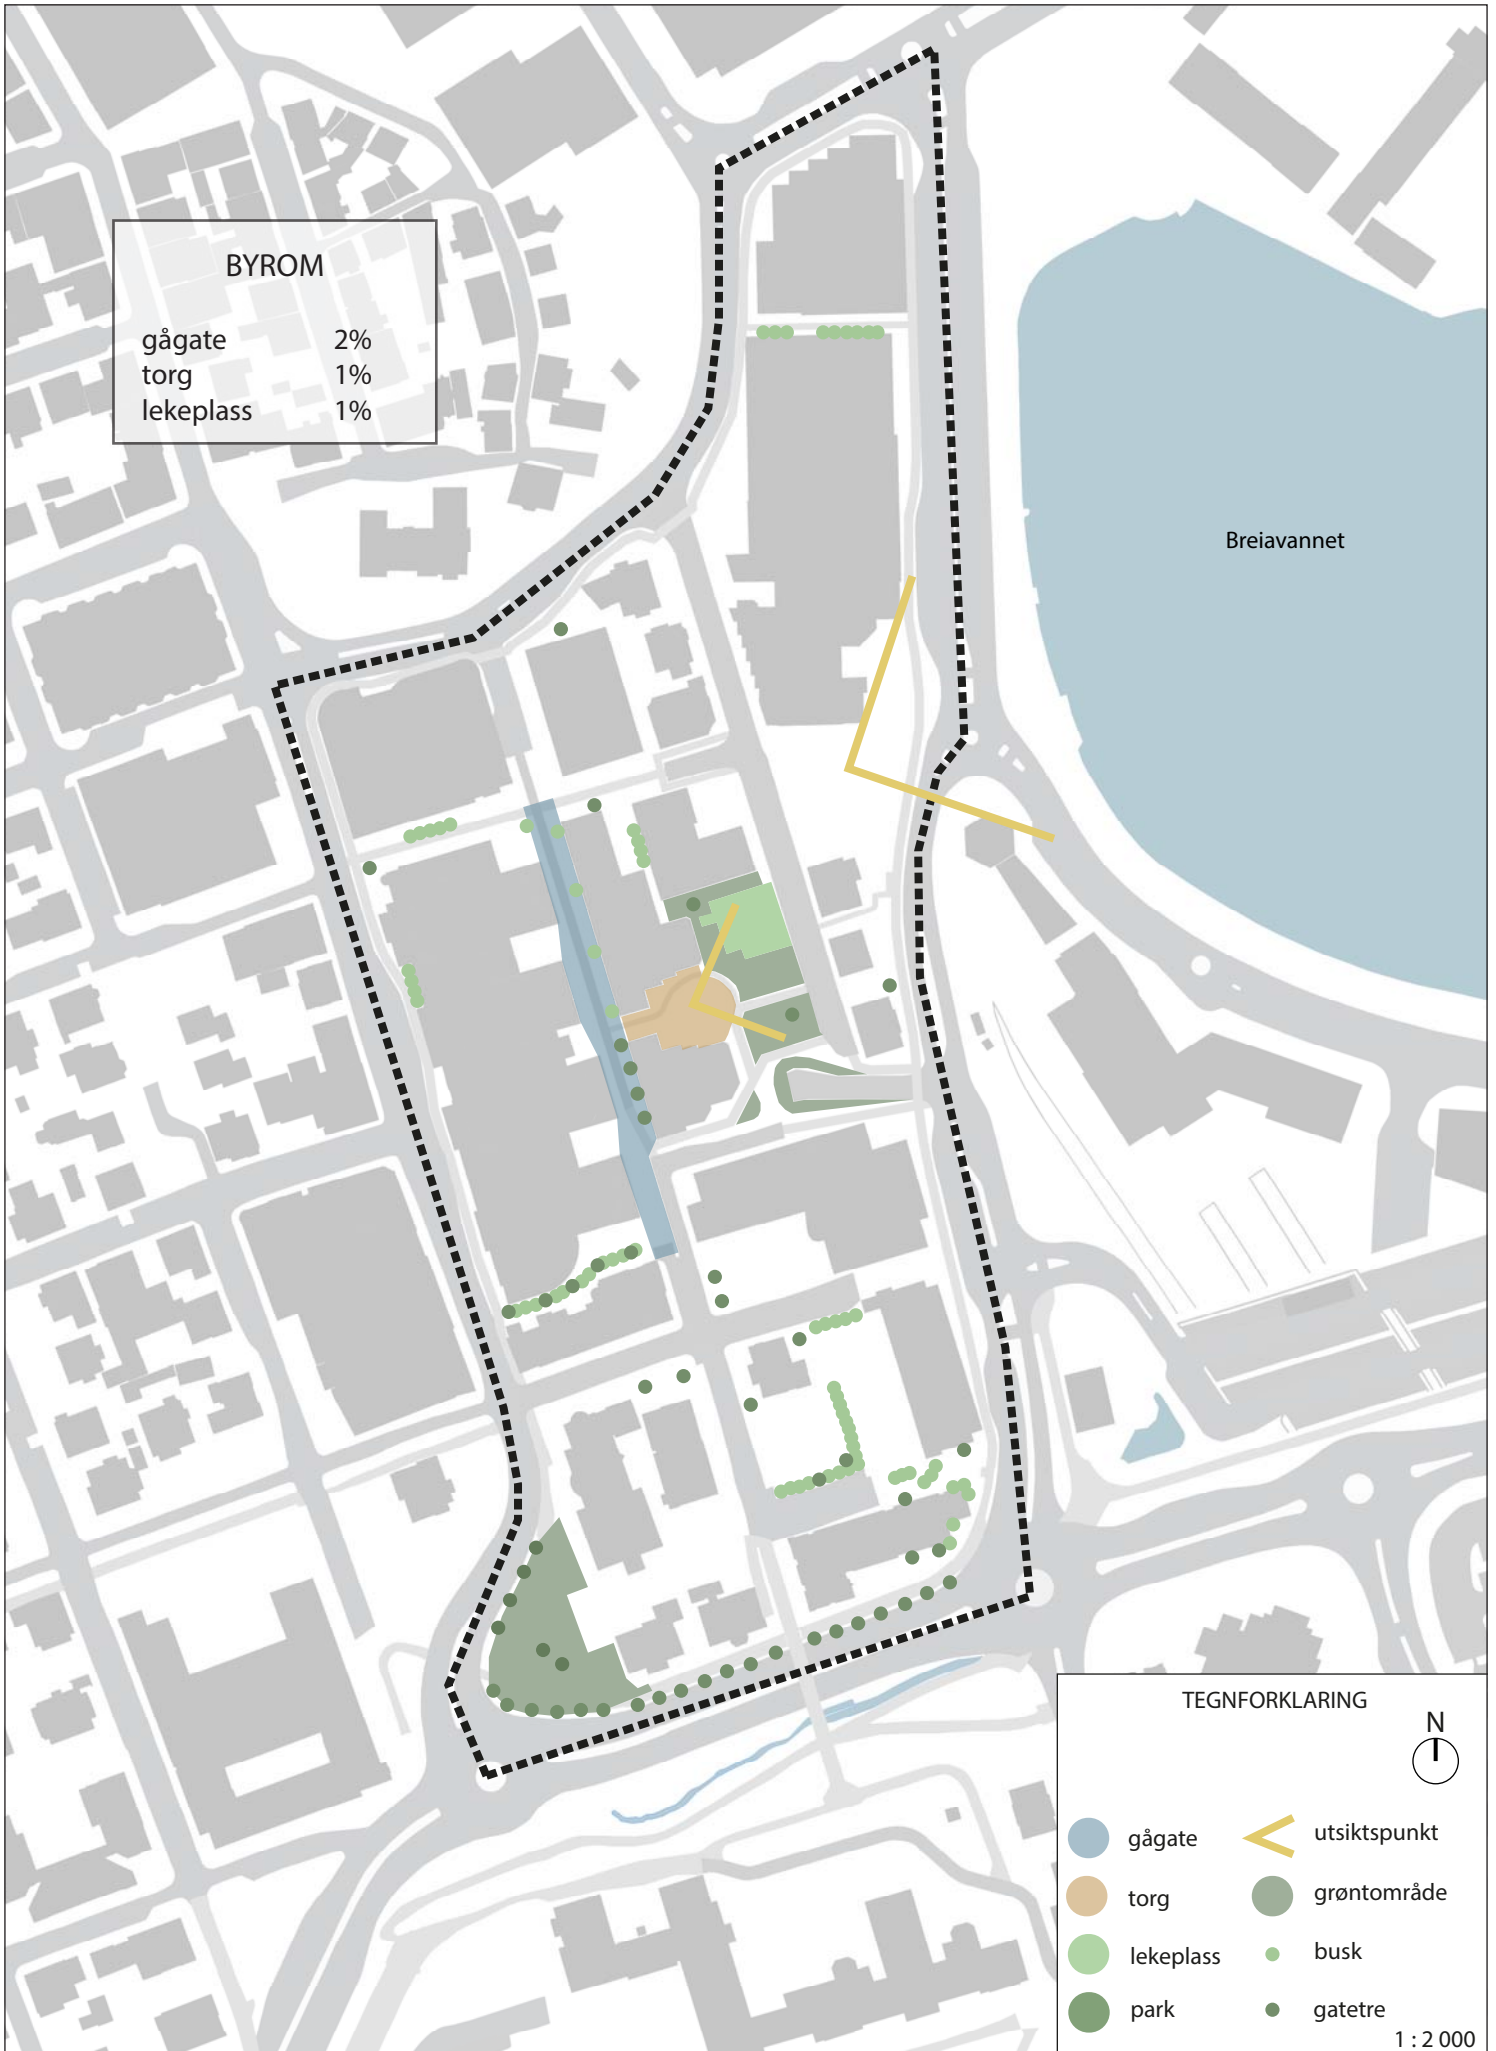 BYROM
gågate 2%
torg 1%
lekeplass 1%
Breiavannet
TEGNFORKLARING
N
gågate utsiktspunkt
torg grøntområde
lekeplass busk
park gatetre
1 : 2 000